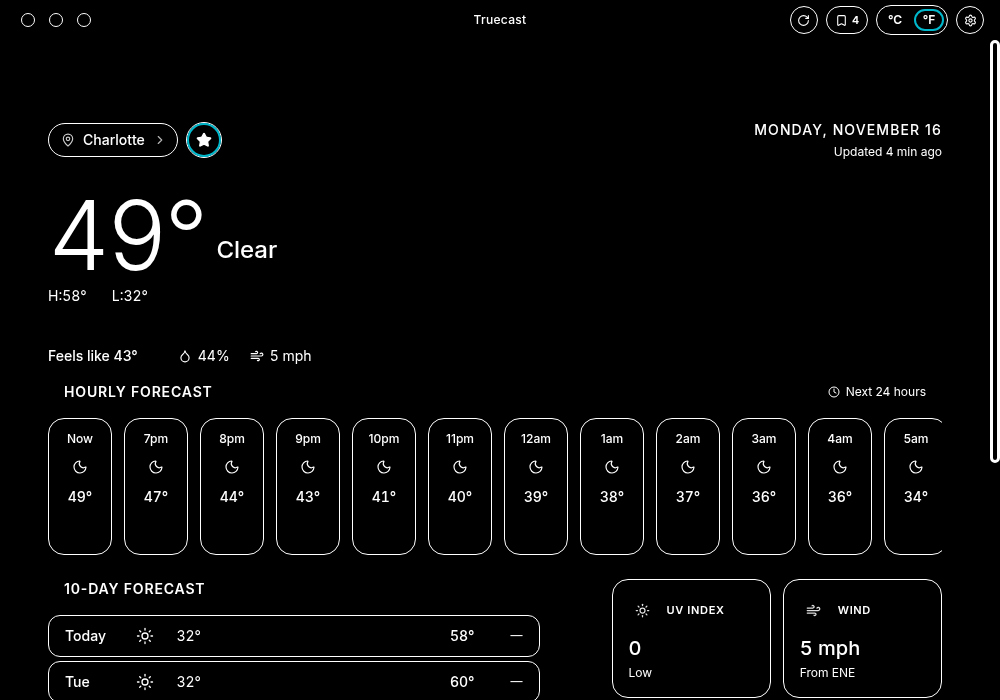 Truecast
4
°C °F
Charlotte
MONDAY, NOVEMBER 16
Updated 4 min ago
49° Clear
H:58° L:32°
Feels like 43° 44% 5 mph
HOURLY FORECAST
Next 24 hours
Now 7pm 8pm 9pm 10pm 11pm 12am 1am 2am 3am 4am 5am
49° 47° 44° 43° 41° 40° 39° 38° 37° 36° 36° 34°
10-DAY FORECAST
Today 32° 58° —
Tue 32° 60° —
UV INDEX
0
Low
WIND
5 mph
From ENE